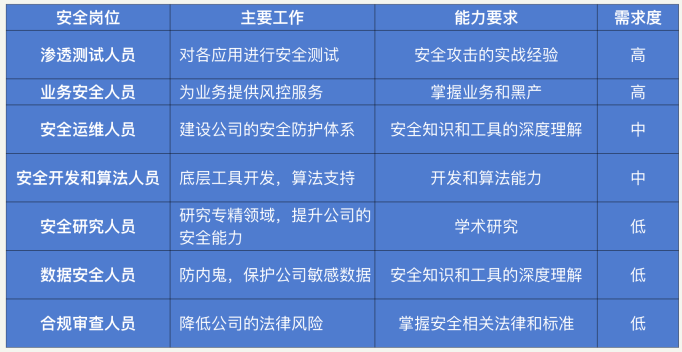 安全岗位 主要工作 能力要求 需求度
渗透测试人员 对各应用进行安全测试 安全攻击的实战经验 高
业务安全人员 为业务提供风控服务 掌握业务和黑产 高
安全运维人员 建设公司的安全防护体系 安全知识和工具的深度理解 中
安全开发和算法人员 底层工具开发，算法支持 开发和算法能力 中
安全研究人员 研究专精领域，提升公司的
安全能力 学术研究 低
数据安全人员 防内鬼，保护公司敏感数据 安全知识和工具的深度理解 低
合规审查人员 降低公司的法律风险 掌握安全相关法律和标准 低